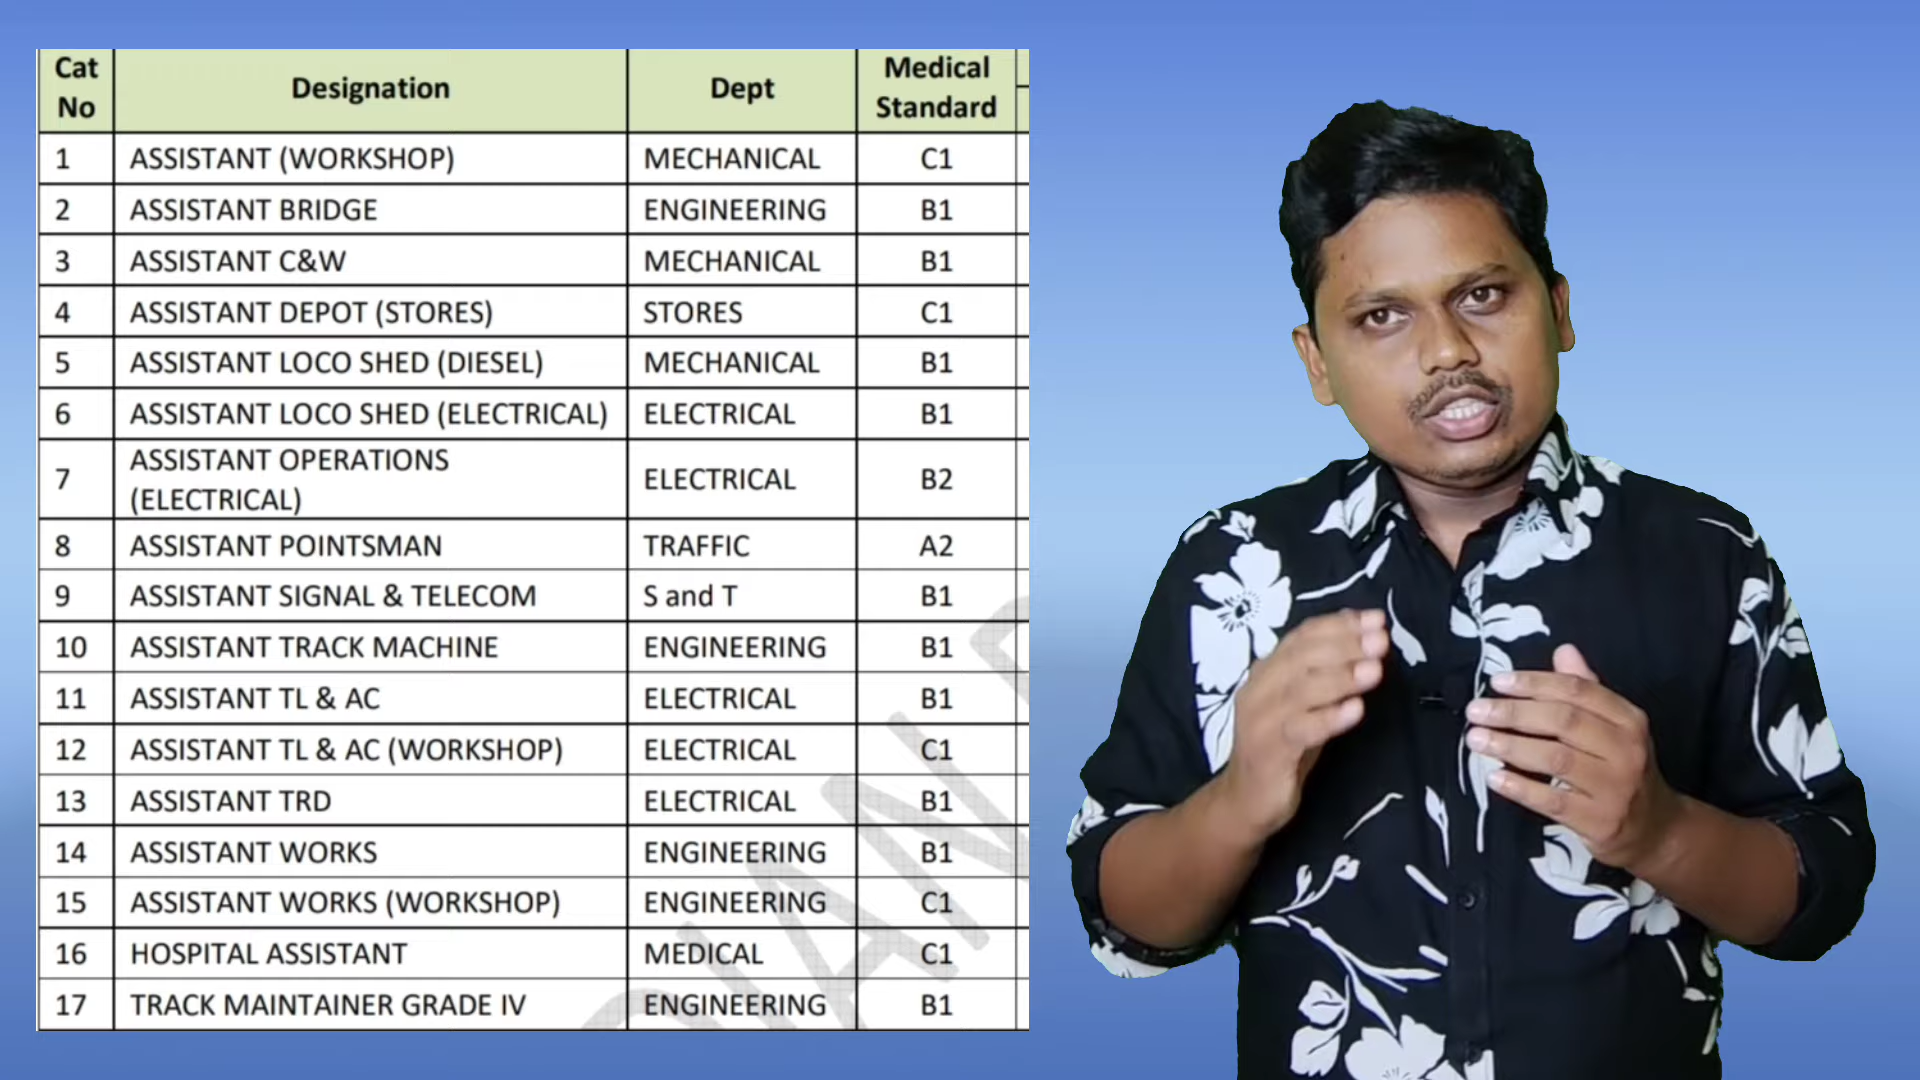 Cat No Designation Dept Medical Standard
1 ASSISTANT (WORKSHOP) MECHANICAL C1
2 ASSISTANT BRIDGE ENGINEERING B1
3 ASSISTANT C&W MECHANICAL B1
4 ASSISTANT DEPOT (STORES) STORES C1
5 ASSISTANT LOCO SHED (DIESEL) MECHANICAL B1
6 ASSISTANT LOCO SHED (ELECTRICAL) ELECTRICAL B1
7 ASSISTANT OPERATIONS (ELECTRICAL) ELECTRICAL B2
8 ASSISTANT POINTSMAN TRAFFIC A2
9 ASSISTANT SIGNAL & TELECOM S and T B1
10 ASSISTANT TRACK MACHINE ENGINEERING B1
11 ASSISTANT TL & AC ELECTRICAL B1
12 ASSISTANT TL & AC (WORKSHOP) ELECTRICAL C1
13 ASSISTANT TRD ELECTRICAL B1
14 ASSISTANT WORKS ENGINEERING B1
15 ASSISTANT WORKS (WORKSHOP) ENGINEERING C1
16 HOSPITAL ASSISTANT MEDICAL C1
17 TRACK MAINTAINER GRADE IV ENGINEERING B1